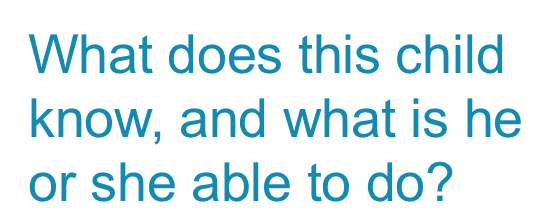 What does this child
know, and what is he
or she able to do?